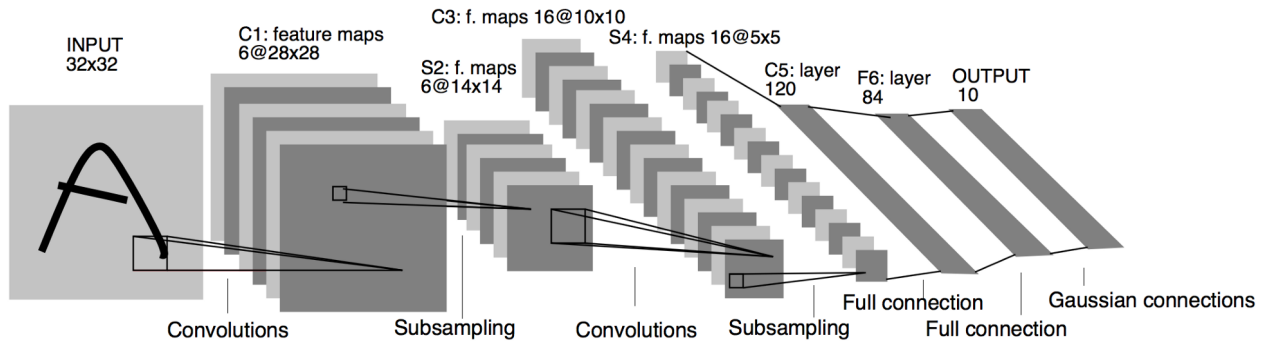 INPUT
32x32
C1: feature maps
6@28x28
S2: f. maps
6@14x14
C3: f. maps 16@10x10
S4: f. maps 16@5x5
C5: layer
120
F6: layer
84
OUTPUT
10
Convolutions
Subsampling
Convolutions
Subsampling
Full connection
Full connection
Gaussian connections